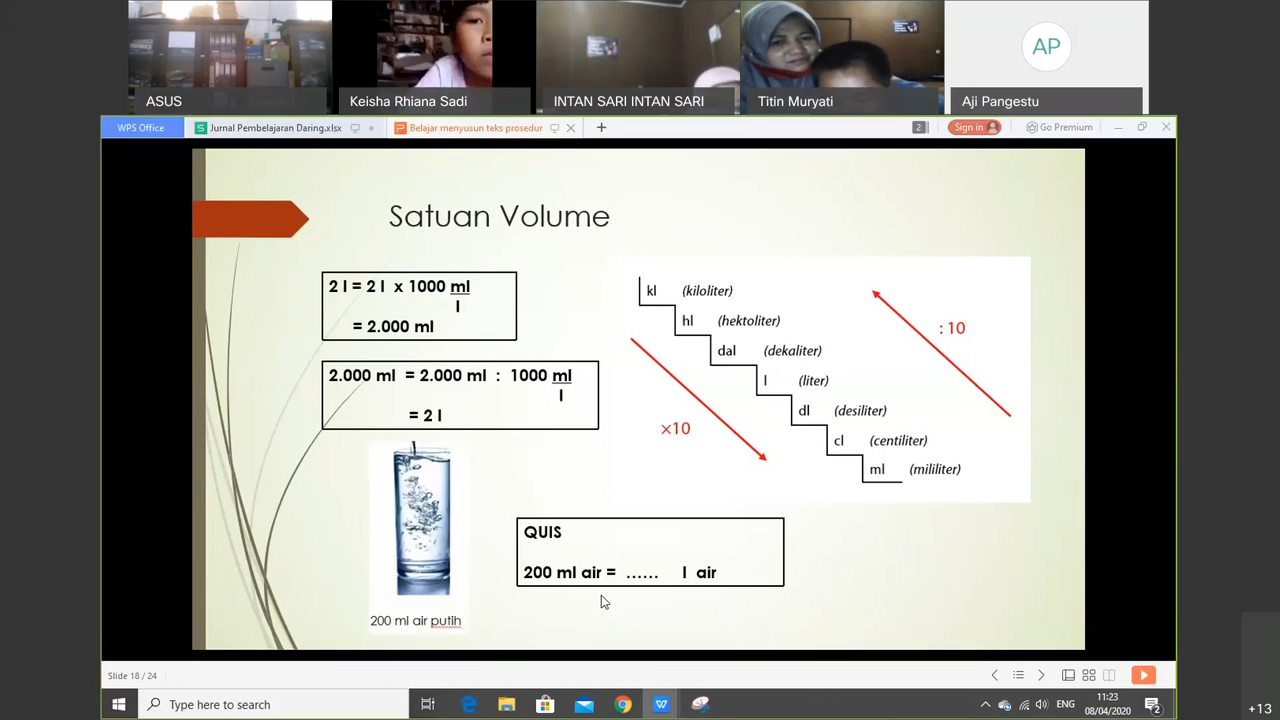 ASUS
Keisha Rhiana Sadi
INTAN SARI INTAN SARI
Titin Muryati
AP
Aji Pangestu
WPS Office
Jurnal Pembelajaran Daring.xlsx
Belajar menyusun teks prosedur
2
Sign in
Go Premium
Satuan Volume
2 l = 2 l x 1000 ml
l
= 2.000 ml
2.000 ml = 2.000 ml : 1000 ml
l
= 2 l
kl (kiloliter)
hl (hektoliter)
dal (dekaliter)
l (liter)
dl (desiliter)
cl (centiliter)
ml (mililiter)
×10
: 10
200 ml air putih
QUIS
200 ml air = ...... l air
Slide 18 / 24
Type here to search
ENG
11:23
08/04/2020
2
+13